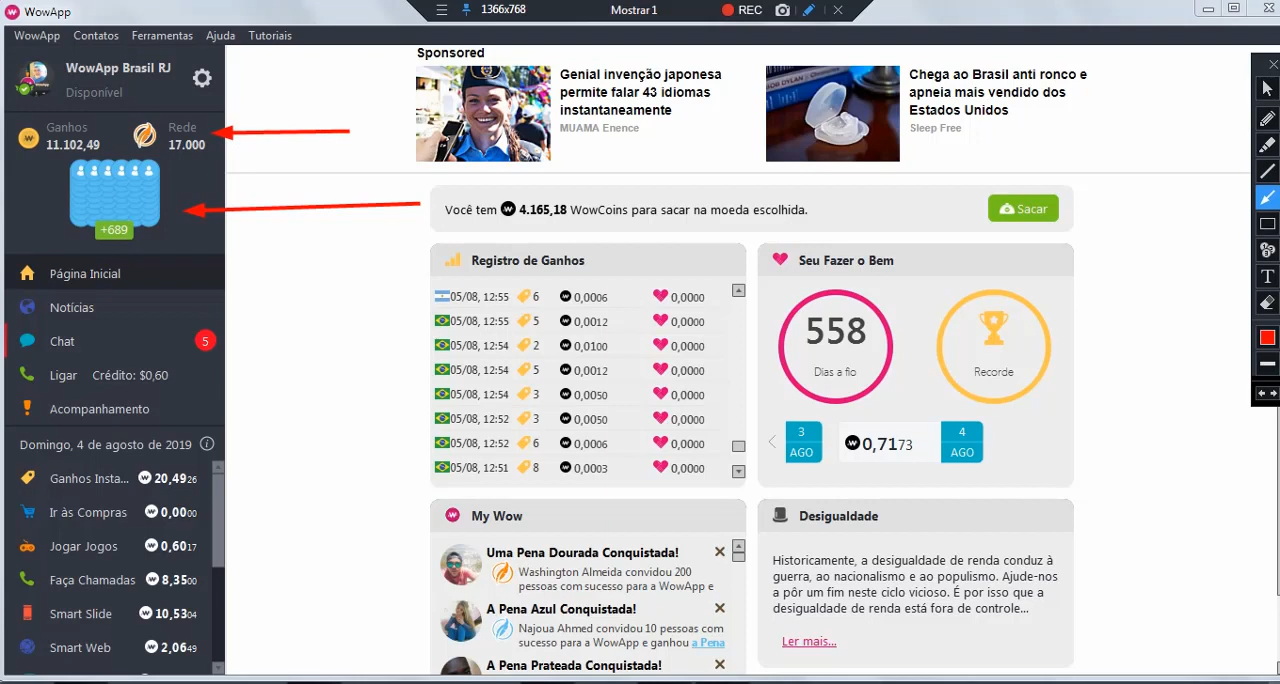 WowApp
1366x768
Mostrar1
REC
WowApp Contatos Ferramentas Ajuda Tutoriais
WowApp Brasil RJ
Disponível
Ganhos
11.102,49
Rede
17.000
+689
Página Inicial
Notícias
Chat
5
Ligar Crédito: $0,60
Acompanhamento
Domingo, 4 de agosto de 2019
Ganhos Insta... 20,4926
Ir às Compras 0,0000
Jogar Jogos 0,6017
Faça Chamadas 8,3500
Smart Slide 10,5304
Smart Web 2,0649
Sponsored
Genial invenção japonesa
permite falar 43 idiomas
instantaneamente
MUAMA Enence
Chega ao Brasil anti ronco e
apneia mais vendido dos
Estados Unidos
Sleep Free
Você tem 4.165,18 WowCoins para sacar na moeda escolhida.
Sacar
Registro de Ganhos
05/08, 12:55 6 0,0006 0,0000
05/08, 12:55 5 0,0012 0,0000
05/08, 12:54 2 0,0100 0,0000
05/08, 12:54 5 0,0012 0,0000
05/08, 12:54 3 0,0050 0,0000
05/08, 12:52 3 0,0050 0,0000
05/08, 12:52 6 0,0006 0,0000
05/08, 12:51 8 0,0003 0,0000
Seu Fazer o Bem
558
Dias a fio
Recorde
3
AGO
0,7173
4
AGO
My Wow
Uma Pena Dourada Conquistada!
Washington Almeida convidou 200
pessoas com sucesso para a WowApp e
A Pena Azul Conquistada!
Najoua Ahmed convidou 10 pessoas com
sucesso para a WowApp e ganhou a Pena
A Pena Prateada Conquistada!
Desigualdade
Historicamente, a desigualdade de renda conduz à
guerra, ao nacionalismo e ao populismo. Ajude-nos
a pôr um fim neste ciclo vicioso. É por isso que a
desigualdade de renda está fora de controle...
Ler mais...
T